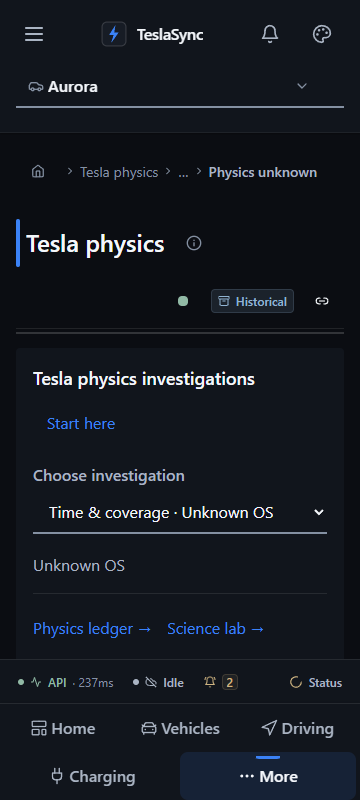 TeslaSync
Aurora
Tesla physics ... Physics unknown
Tesla physics
Historical
Tesla physics investigations
Start here
Choose investigation
Time & coverage · Unknown OS
Unknown OS
Physics ledger → Science lab →
API · 237ms Idle 2 Status
Home Vehicles Driving
Charging More